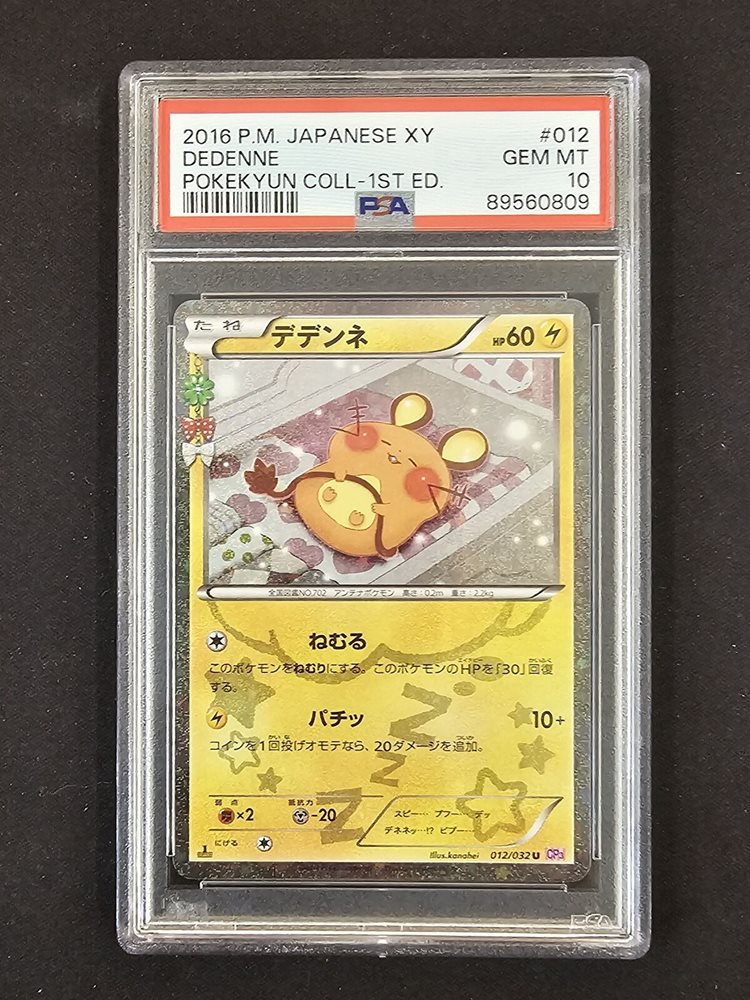 2016 P.M. JAPANESE XY #012
DEDENNE GEM MT
POKEKYUN COLL-1ST ED. 10
PSA 89560809
たね デデンネ HP60
全国図鑑NO.702 アンテナポケモン 高さ:0.2m 重さ:2.2kg
ねむる
このポケモンをねむりにする。このポケモンのHPを「30」回復
する。
パチッ 10+
コインを1回投げオモテなら、20ダメージを追加。
弱点 抵抗力
×2 -20
スピー… プフー… デッ
デネネッ…!? ピプー…
にげる
1
Illus.kanahei 012/032 U CP3
Z
Z
Z